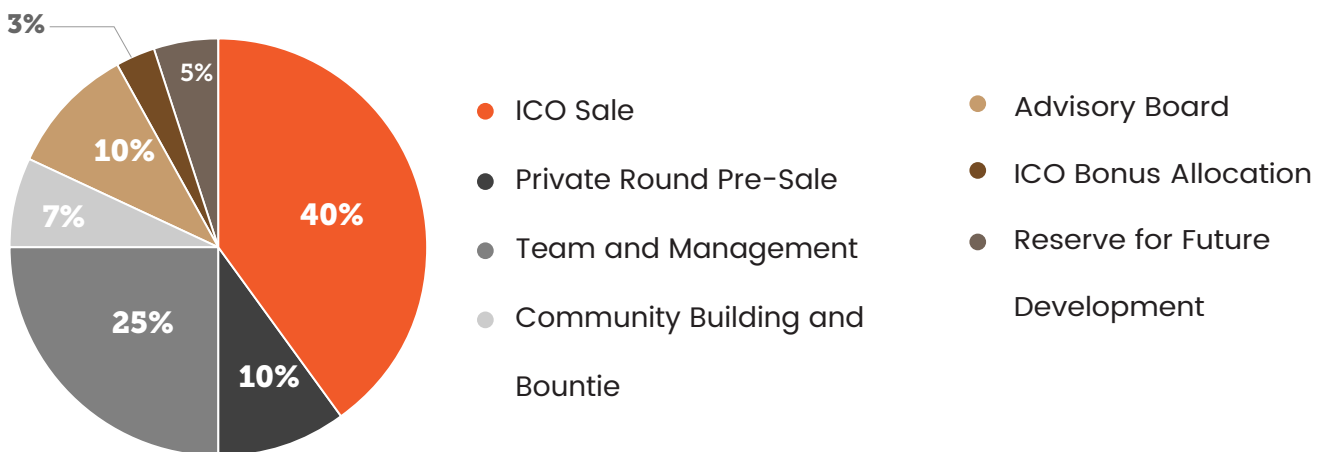 3%
5%
10%
7%
40%
25%
10%
ICO Sale
Private Round Pre-Sale
Team and Management
Community Building and
Bountie
Advisory Board
ICO Bonus Allocation
Reserve for Future
Development